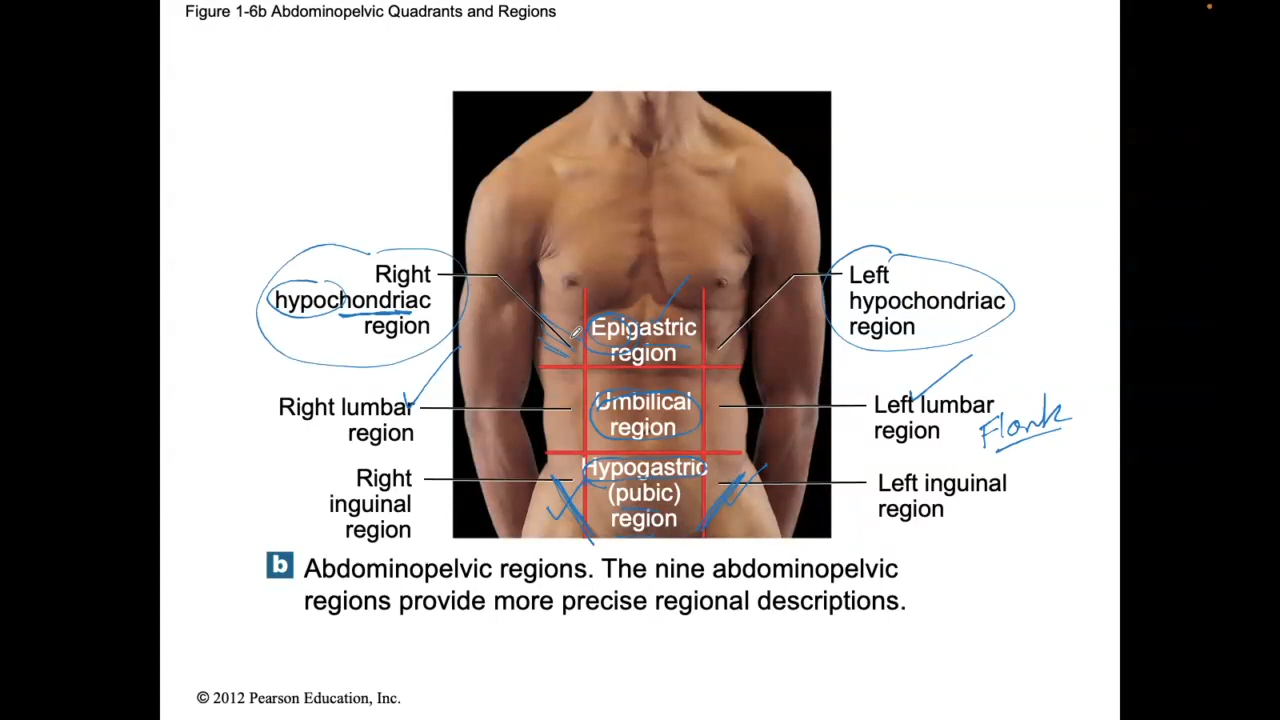 Figure 1-6b Abdominopelvic Quadrants and Regions
Right
hypochondriac
region
Epigastric
region
Left
hypochondriac
region
Right lumbar
region
Umbilical
region
Left lumbar
region
Flank
Right
inguinal
region
Hypogastric
(pubic)
region
Left inguinal
region
b Abdominopelvic regions. The nine abdominopelvic
regions provide more precise regional descriptions.
© 2012 Pearson Education, Inc.